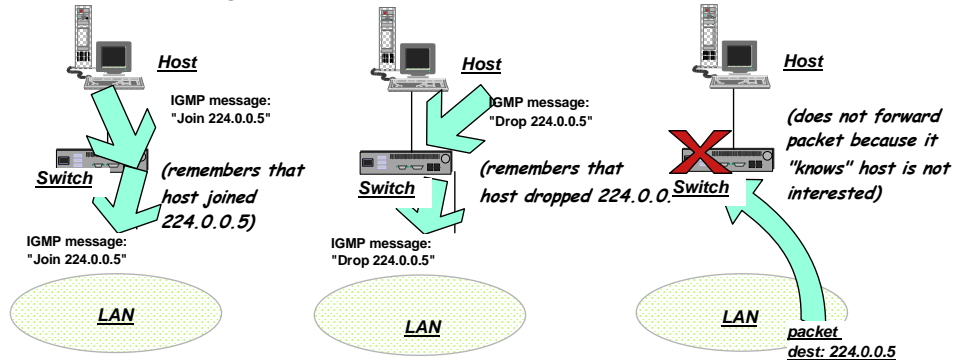 Host
IGMP message:
"Join 224.0.0.5"
Switch
(remembers that
host joined
224.0.0.5)
IGMP message:
"Join 224.0.0.5"
LAN
Host
IGMP message:
"Drop 224.0.0.5"
Switch
(remembers that
host dropped 224.0.0.
IGMP message:
"Drop 224.0.0.5"
LAN
Host
(does not forward
packet because it
"knows" host is not
interested)
Switch
LAN
packet
dest: 224.0.0.5